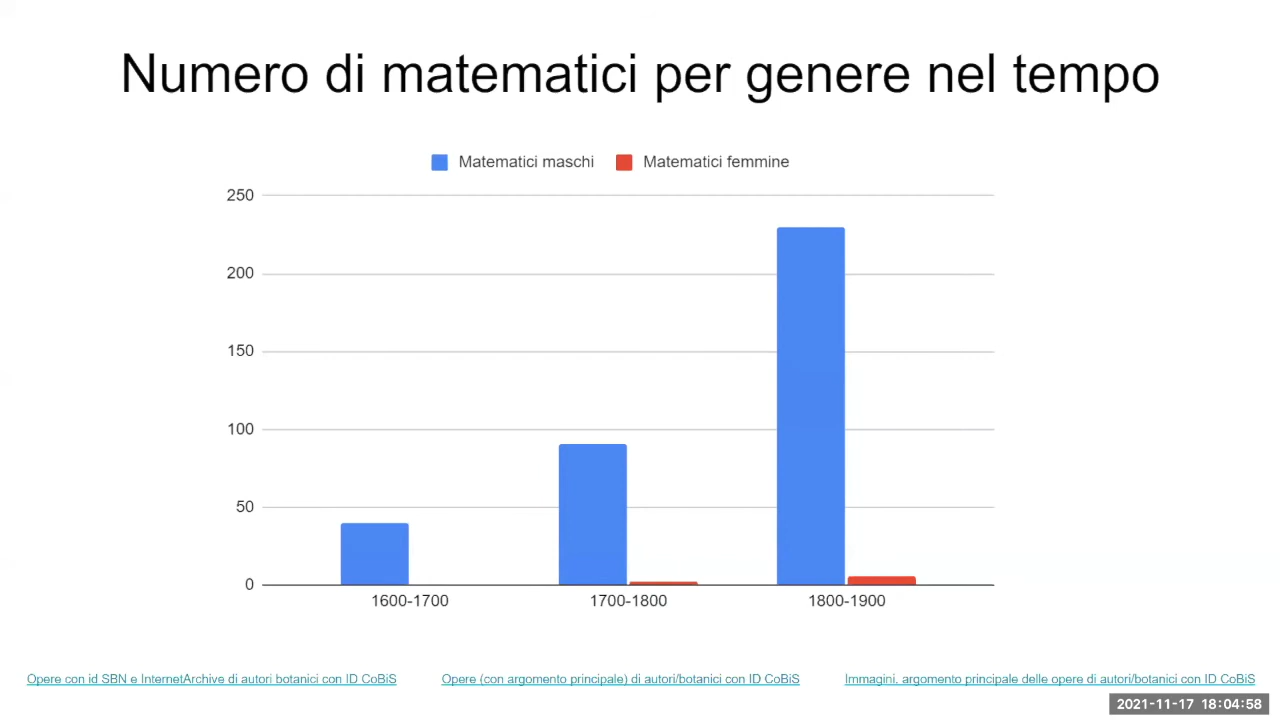 Numero di matematici per genere nel tempo
Matematici maschi Matematici femmine
250
200
150
100
50
0
1600-1700 1700-1800 1800-1900
Opere con id SBN e InternetArchive di autori botanici con ID CoBiS Opere (con argomento principale) di autori/botanici con ID CoBiS Immagini, argomento principale delle opere di autori/botanici con ID CoBiS
2021-11-17 18:04:58